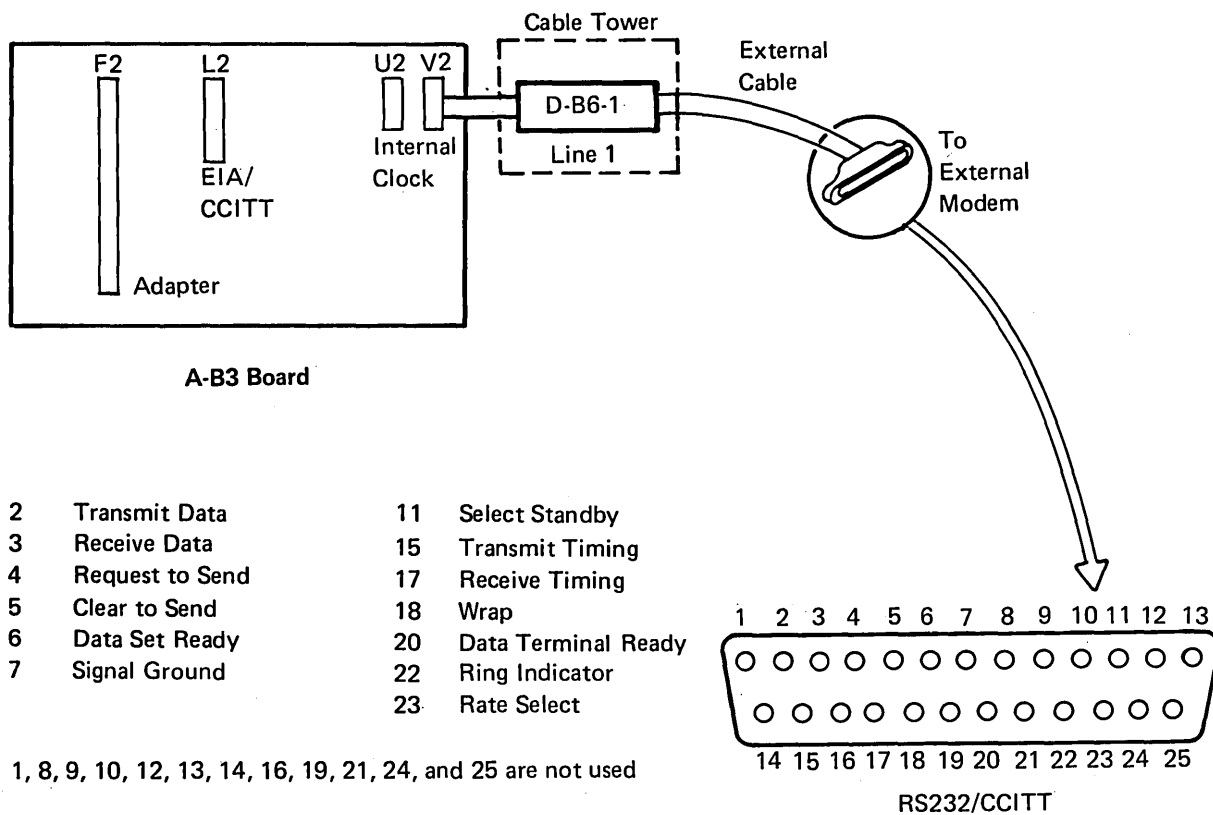 Cable Tower
F2 L2 U2 V2
External
Cable
D-B6-1
Line 1
Internal
Clock
EIA/
CCITT
To
External
Modem
Adapter
A-B3 Board
2 Transmit Data
3 Receive Data
4 Request to Send
5 Clear to Send
6 Data Set Ready
7 Signal Ground
11 Select Standby
15 Transmit Timing
17 Receive Timing
18 Wrap
20 Data Terminal Ready
22 Ring Indicator
23 Rate Select
1, 8, 9, 10, 12, 13, 14, 16, 19, 21, 24, and 25 are not used
1 2 3 4 5 6 7 8 9 10 11 12 13
14 15 16 17 18 19 20 21 22 23 24 25
RS232/CCITT